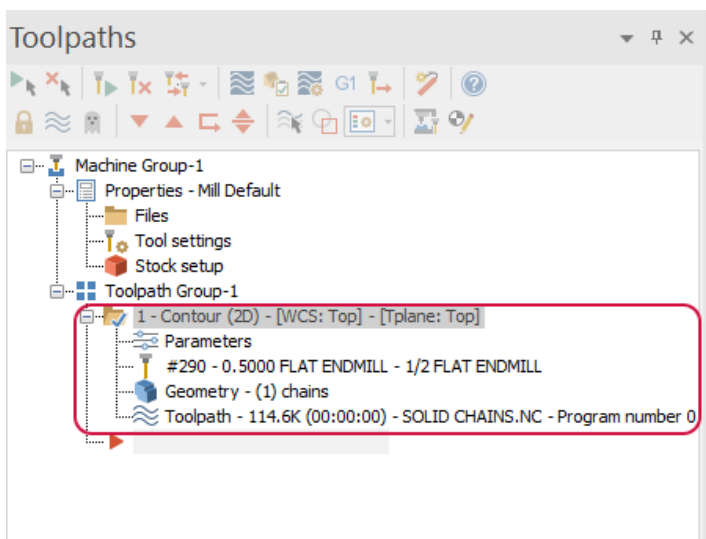 Toolpaths
G1
Machine Group-1
Properties - Mill Default
Files
Tool settings
Stock setup
Toolpath Group-1
1 - Contour (2D) - [WCS: Top] - [Tplane: Top]
Parameters
#290 - 0.5000 FLAT ENDMILL - 1/2 FLAT ENDMILL
Geometry - (1) chains
Toolpath - 114.6K (00:00:00) - SOLID CHAINS.NC - Program number 0